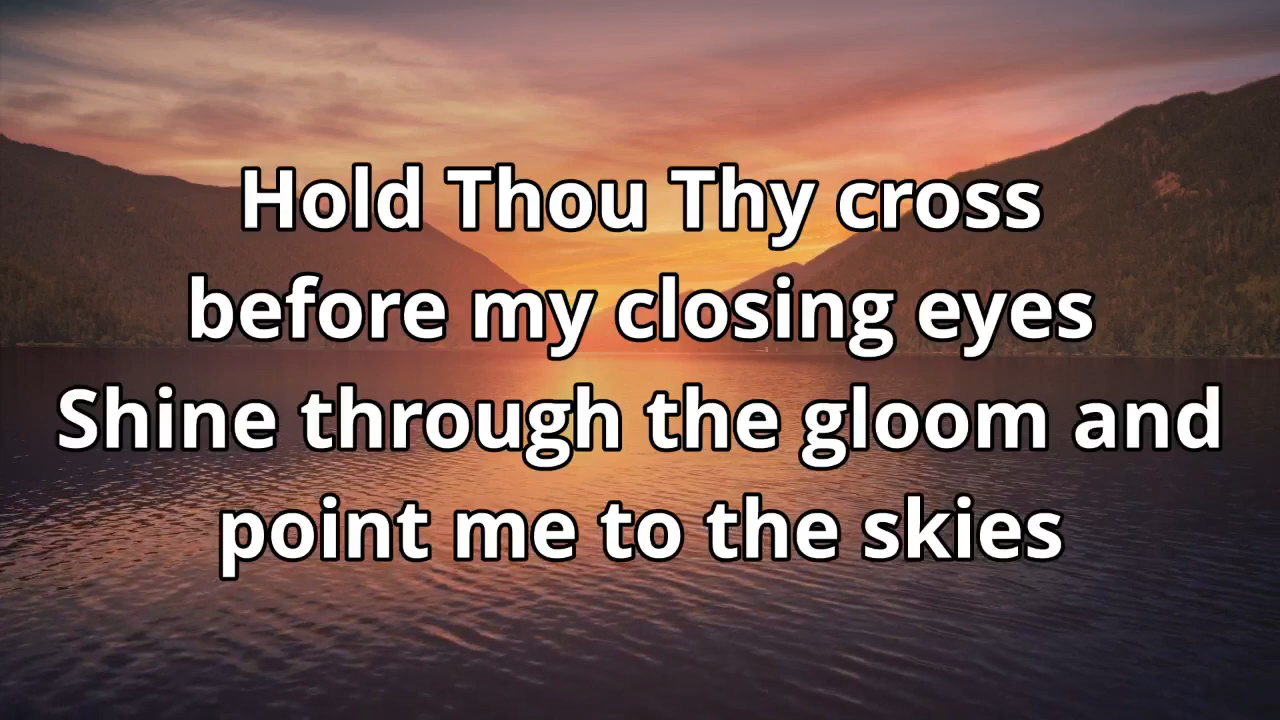 Hold Thou Thy cross
before my closing eyes
Shine through the gloom and
point me to the skies